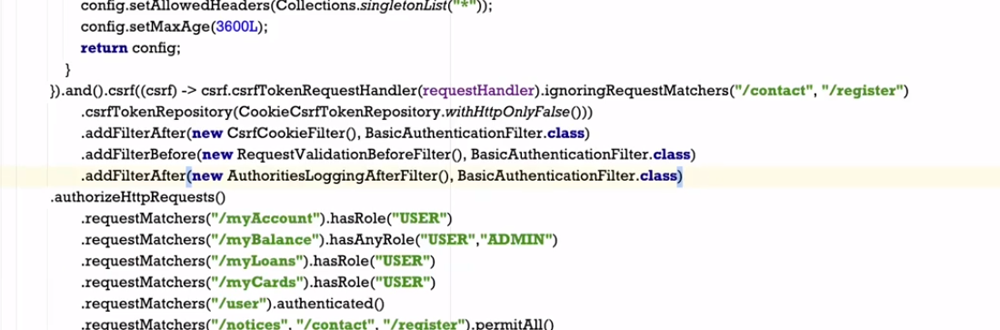 config.setAllowedHeaders(Collections.singletonList("*"));
config.setMaxAge(3600L);
return config;
}
}).and().csrf((csrf) -> csrf.csrfTokenRequestHandler(requestHandler).ignoringRequestMatchers("/contact", "/register")
.csrfTokenRepository(CookieCsrfTokenRepository.withHttpOnlyFalse()))
.addFilterAfter(new CsrfCookieFilter(), BasicAuthenticationFilter.class)
.addFilterBefore(new RequestValidationBeforeFilter(), BasicAuthenticationFilter.class)
.addFilterAfter(new AuthoritiesLoggingAfterFilter(), BasicAuthenticationFilter.class)
.authorizeHttpRequests()
.requestMatchers("/myAccount").hasRole("USER")
.requestMatchers("/myBalance").hasAnyRole("USER","ADMIN")
.requestMatchers("/myLoans").hasRole("USER")
.requestMatchers("/myCards").hasRole("USER")
.requestMatchers("/user").authenticated()
.requestMatchers("/notices", "/contact", "/register").permitAll()